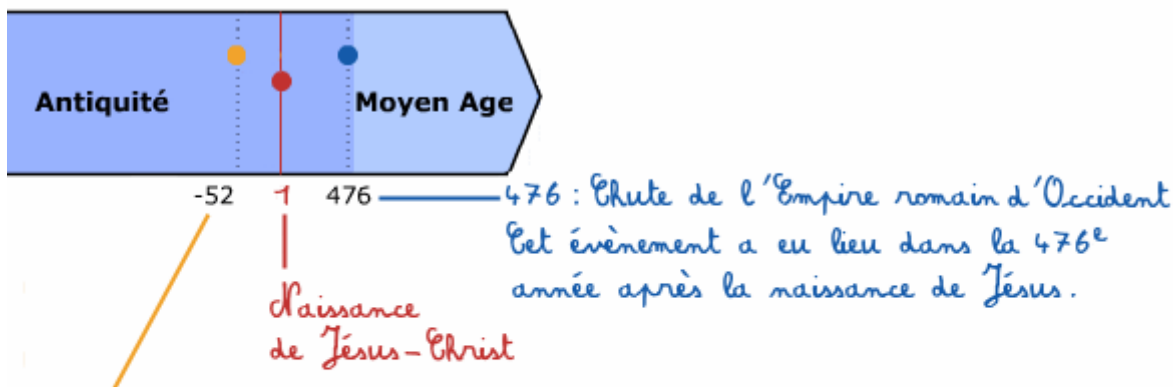 Antiquité
Moyen Age
-52
1
476
476 : Chute de l'Empire romain d'Occident
Cet évènement a eu lieu dans la 476e
année après la naissance de Jésus.
Naissance
de Jésus-Christ